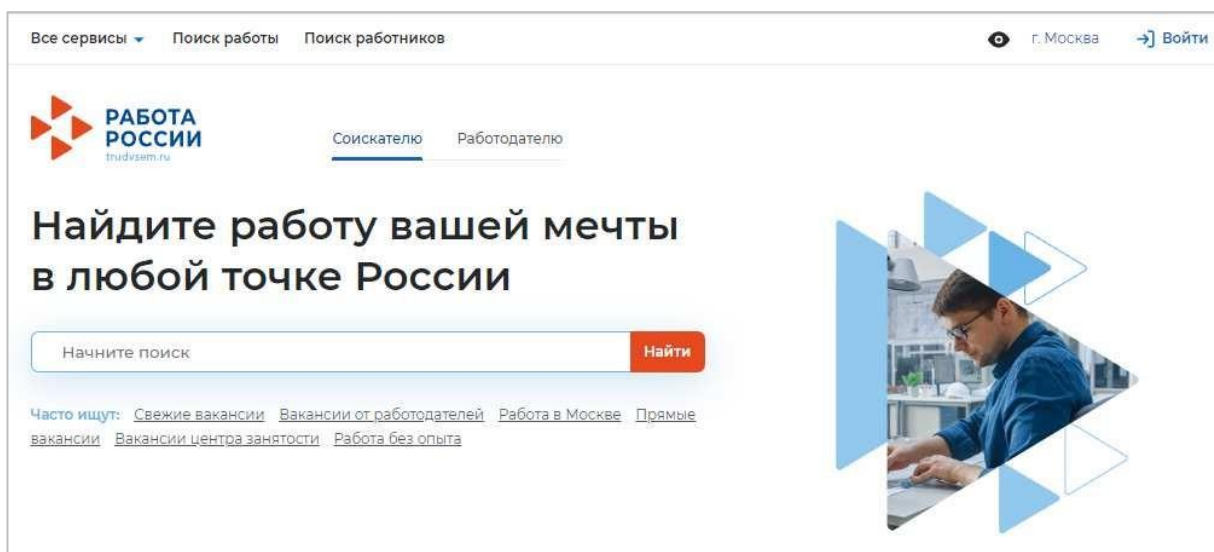 Все сервисы Поиск работы Поиск работников г. Москва Войти
РАБОТА
РОССИИ
trudvsem.ru
Соискателю Работодателю
Найдите работу вашей мечты
в любой точке России
Начните поиск Найти
Часто ищут: Свежие вакансии Вакансии от работодателей Работа в Москве Прямые
вакансии Вакансии центра занятости Работа без опыта